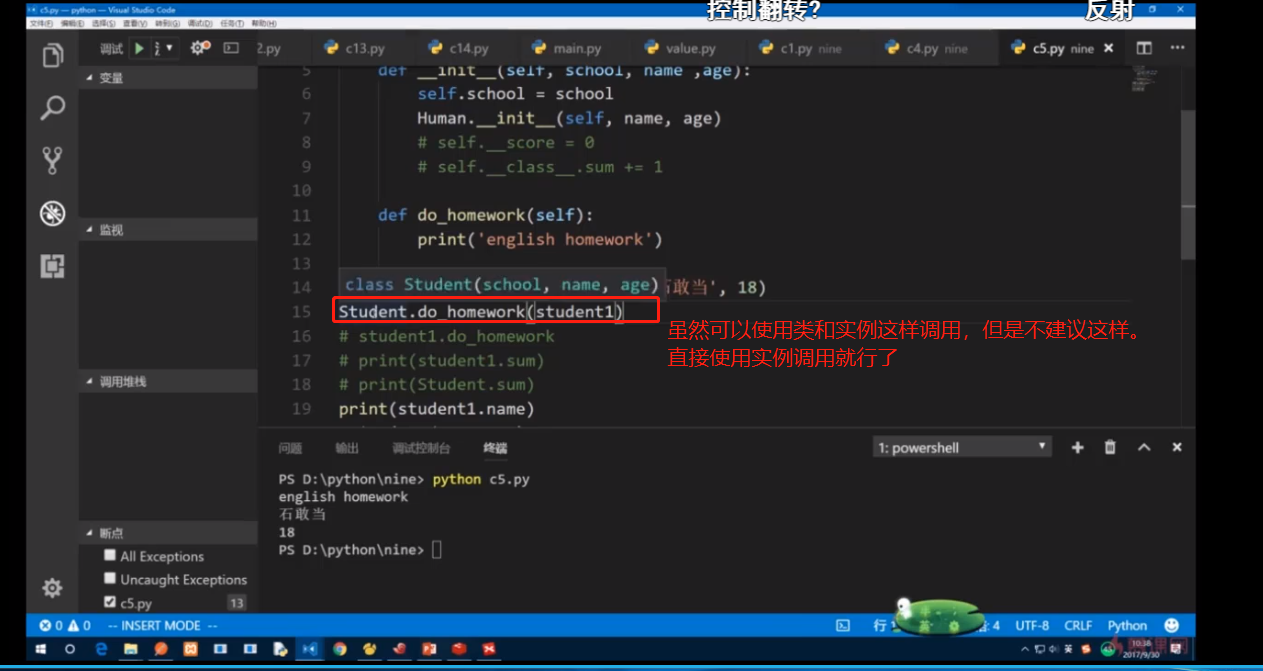 c5.py — python — Visual Studio Code
控制翻转?
反射
文件(F) 编辑(E) 选择(S) 查看(V) 转到(G) 调试(D) 任务(T) 帮助(H)
调试
2.py c13.py c14.py main.py value.py c1.py nine c4.py nine c5.py nine
变量
5 def __init__(self, school, name ,age):
6 self.school = school
7 Human.__init__(self, name, age)
8 # self.__score = 0
9 # self.__class__.sum += 1
10
11 def do_homework(self):
监视
12 print('english homework')
13
class Student(school, name, age)
14 石敢当', 18)
15 Student.do_homework(student1)
虽然可以使用类和实例这样调用，但是不建议这样。
直接使用实例调用就行了
16 # student1.do_homework
17 # print(student1.sum)
调用堆栈
18 # print(Student.sum)
19 print(student1.name)
问题 输出 调试控制台 终端 1: powershell
PS D:\python\nine> python c5.py
english homework
石敢当
18
PS D:\python\nine>
断点
All Exceptions
Uncaught Exceptions
c5.py 13
0 0 -- INSERT MODE --
UTF-8 CRLF Python
英
10:38
2017/9/30